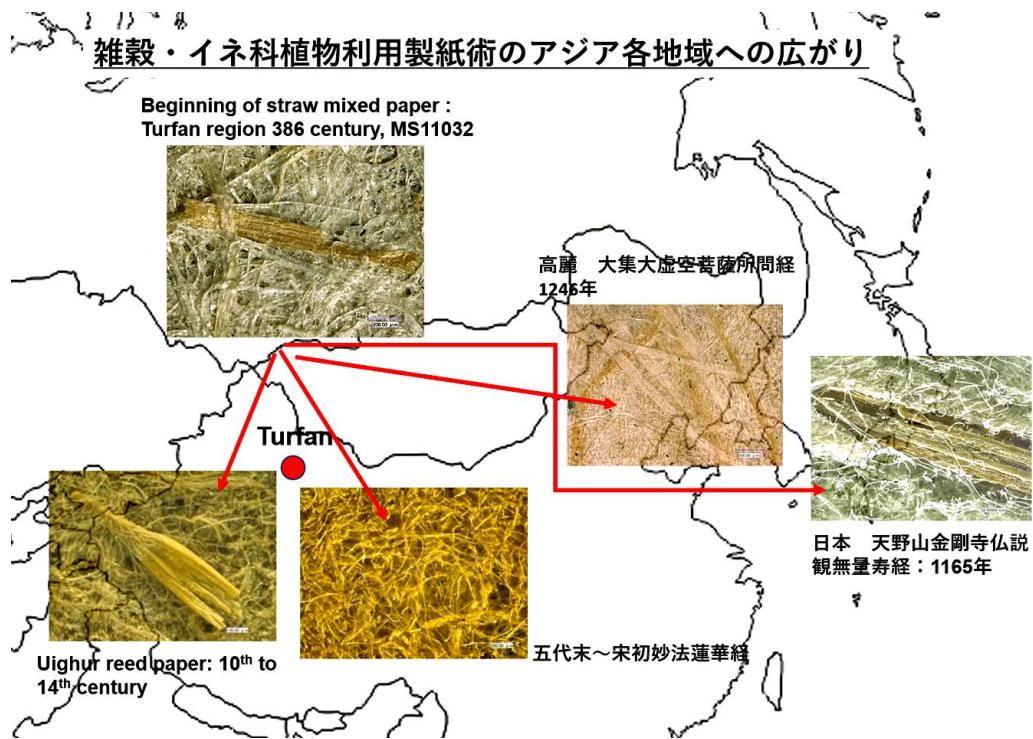 雑穀・イネ科植物利用製紙術のアジア各地域への広がり
Beginning of straw mixed paper :
Turfan region 386 century, MS11032
高麗　大集大虚空菩薩所問経
1246年
Turfan
日本　天野山金剛寺仏説
観無量寿経：1165年
五代末～宋初妙法蓮華経
Uighur reed paper: 10th to
14th century